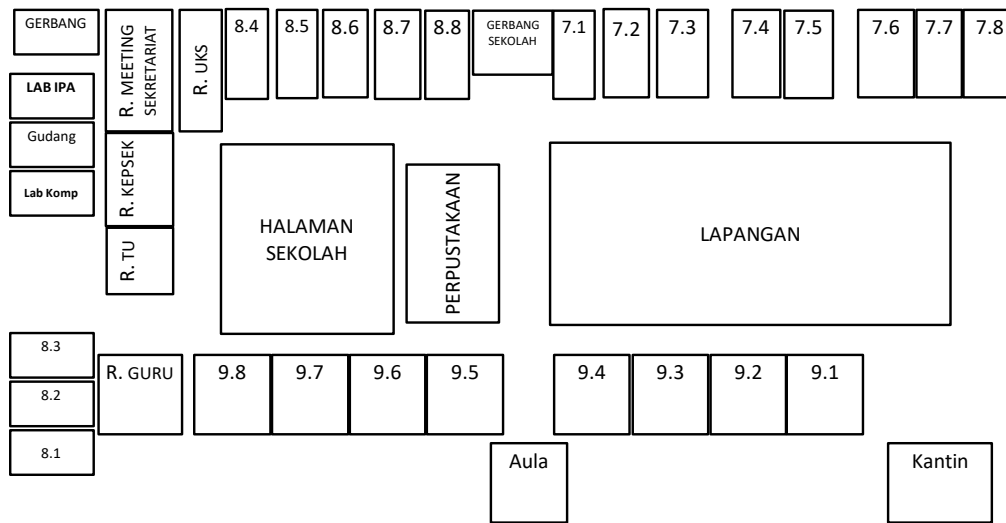 GERBANG
R. MEETING
SEKRETARIAT
R. UKS
8.4
8.5
8.6
8.7
8.8
GERBANG
SEKOLAH
7.1
7.2
7.3
7.4
7.5
7.6
7.7
7.8
LAB IPA
Gudang
Lab Komp
R. KEPSEK
R. TU
HALAMAN
SEKOLAH
PERPUSTAKAAN
LAPANGAN
8.3
8.2
8.1
R. GURU
9.8
9.7
9.6
9.5
9.4
9.3
9.2
9.1
Aula
Kantin